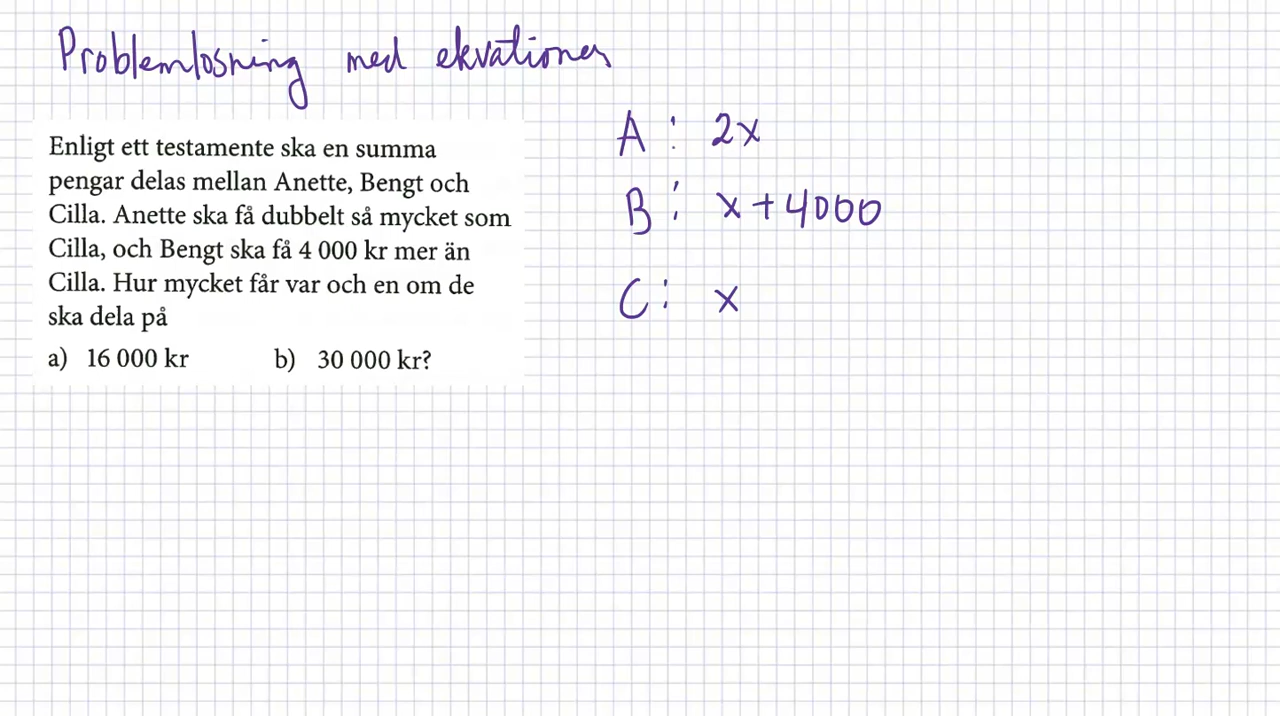 Problemlosning med ekvationer
Enligt ett testamente ska en summa
pengar delas mellan Anette, Bengt och
Cilla. Anette ska få dubbelt så mycket som
Cilla, och Bengt ska få 4 000 kr mer än
Cilla. Hur mycket får var och en om de
ska dela på
a) 16 000 kr b) 30 000 kr?
A: 2x
B: x+4000
C: x